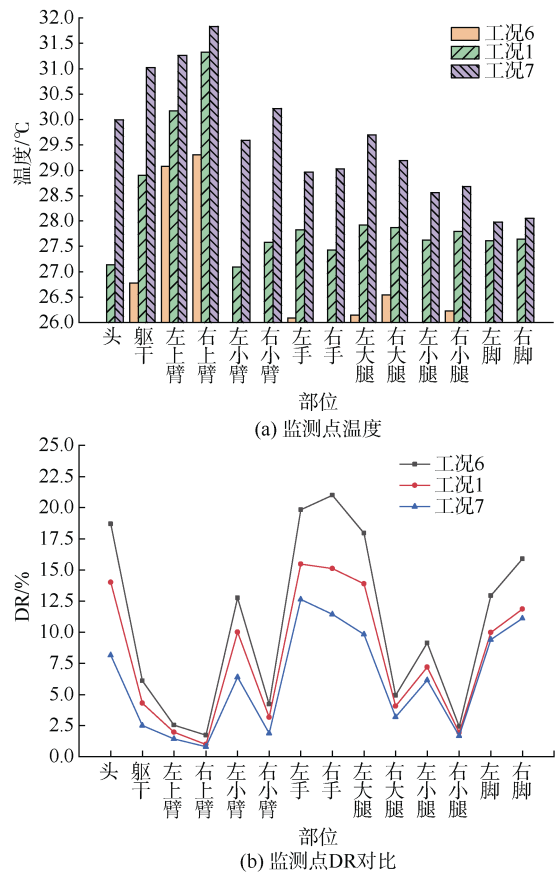 32.0
31.5
31.0
30.5
30.0
29.5
29.0
28.5
28.0
27.5
27.0
26.5
26.0
温度/℃
工况6
工况1
工况7
头
躯干
左上臂
右上臂
左小臂
右小臂
左手
右手
左大腿
右大腿
左小腿
右小腿
左脚
右脚
部位
(a) 监测点温度
25.0
22.5
20.0
17.5
15.0
12.5
10.0
7.5
5.0
2.5
0.0
DR/%
工况6
工况1
工况7
头
躯干
左上臂
右上臂
左小臂
右小臂
左手
右手
左大腿
右大腿
左小腿
右小腿
左脚
右脚
部位
(b) 监测点DR对比